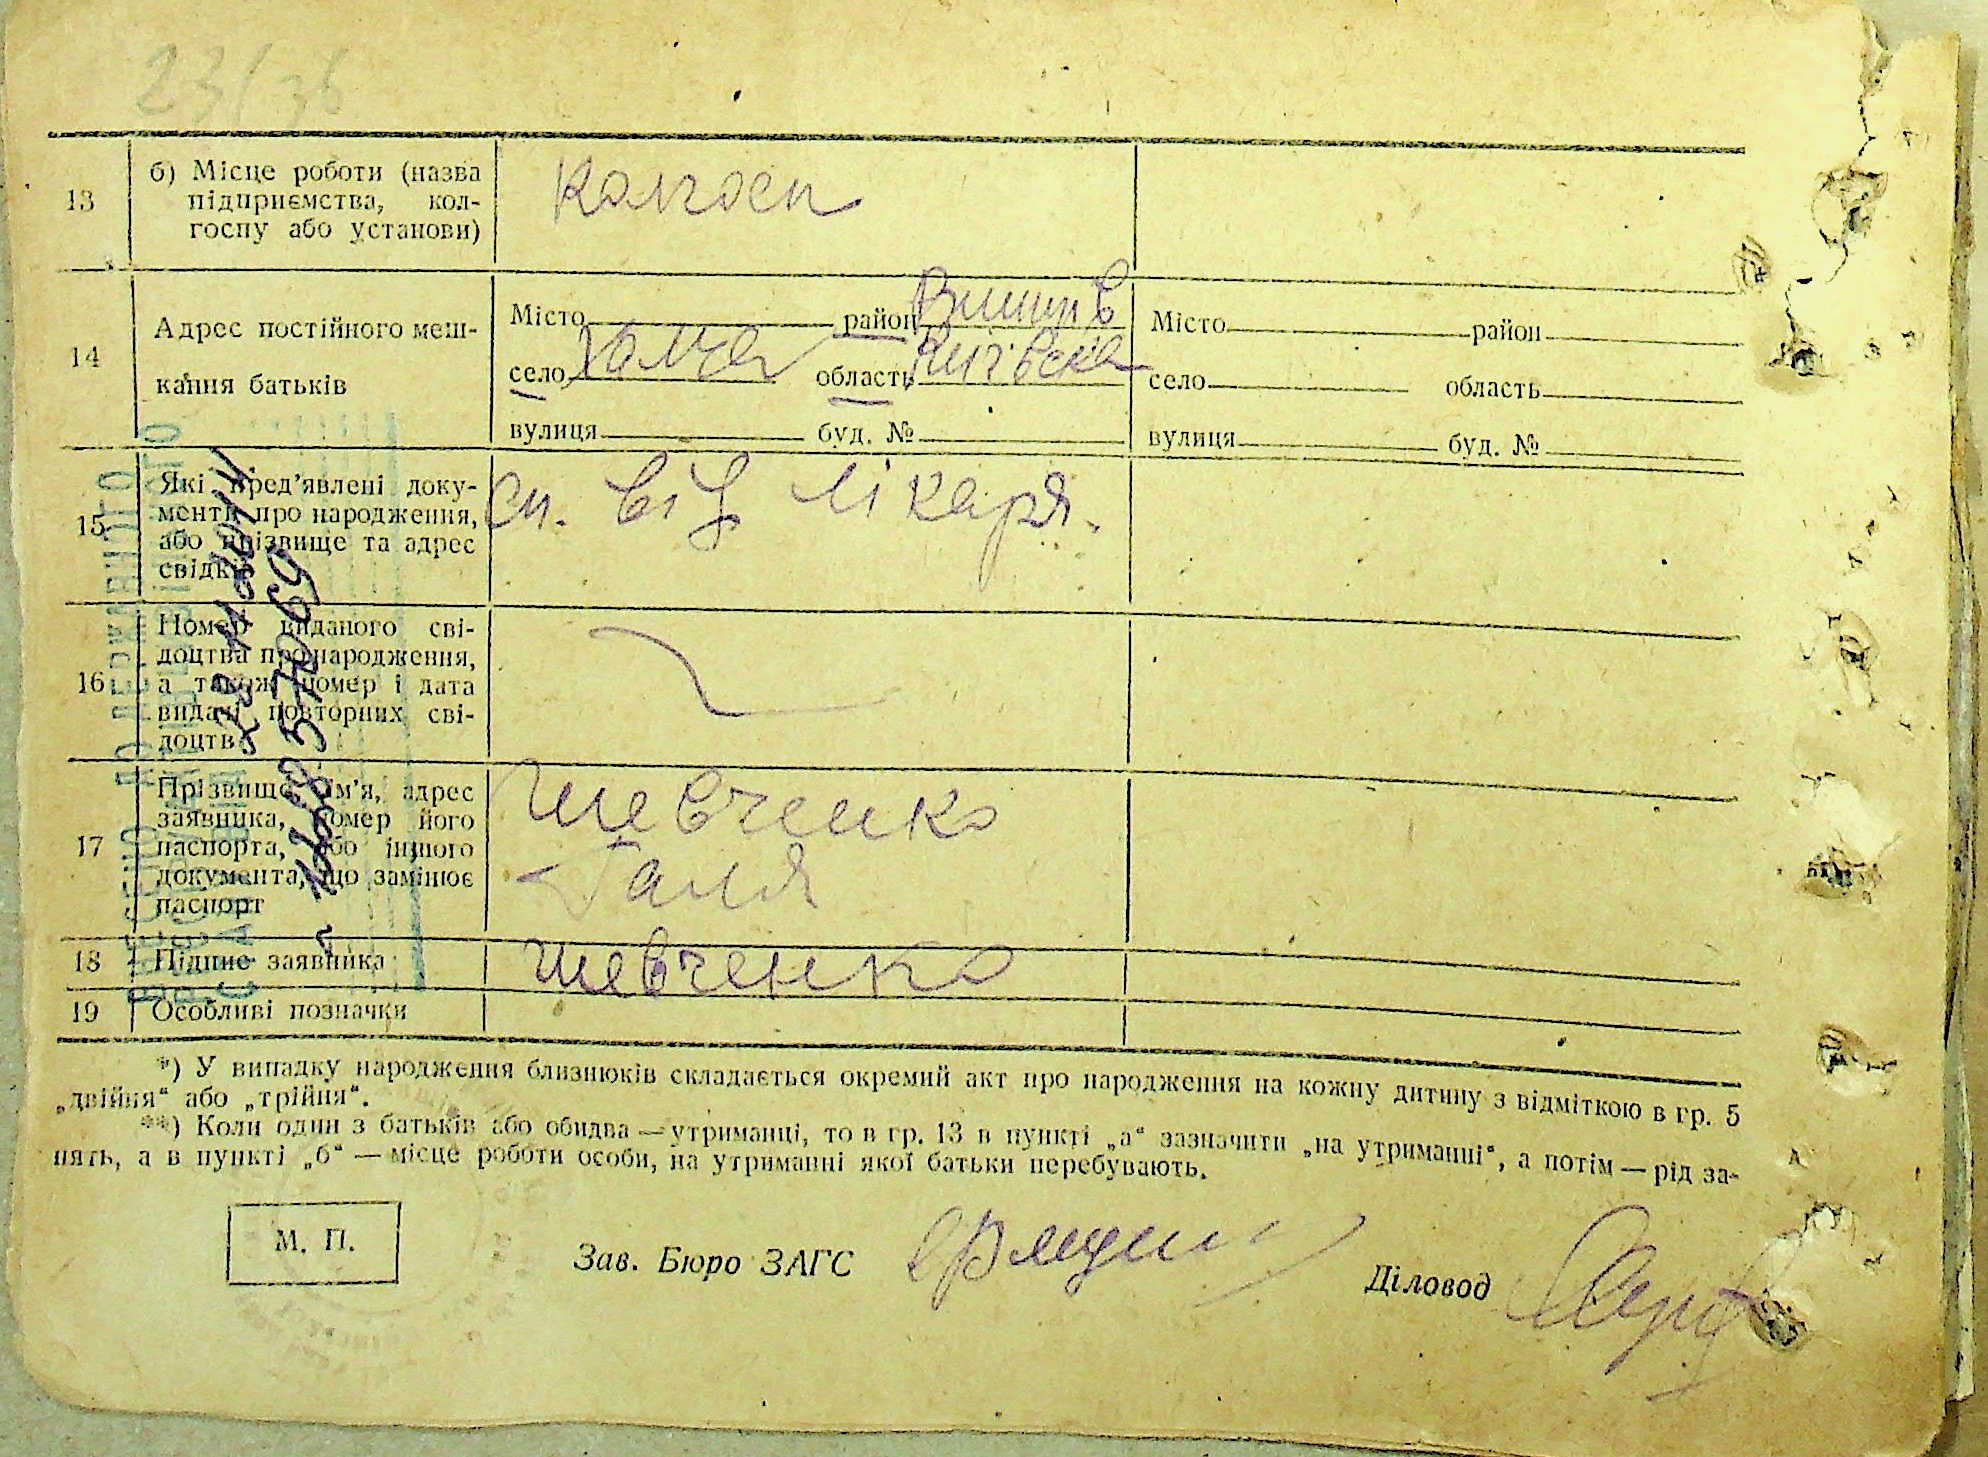 23/36
13
б) Місце роботи (назва
підприємства, кол-
госпу або установи)
колгосп
14
Адрес постійного меш-
кання батьків
Місто район
село Халча область Київська
вулиця буд. №
Місто район
село область
вулиця буд. №
15
Які пред’явлені доку-
менти про народження,
або прізвище та адрес
свідків
сп. від лікаря.
16
Номер виданого сві-
доцтва про народження,
а також номер і дата
видачі повторних сві-
доцтв
17
Прізвище, ім’я, адрес
заявника, номер його
паспорта, або іншого
документа, що замінює
паспорт
Шевченко
Галя
18
Підпис заявника
Шевченко
19
Особливі позначки
*) У випадку народження близнюків складається окремий акт про народження на кожну дитину з відміткою в гр. 5
„двійня“ або „трійня“.
**) Коли один з батьків або обидва — утриманці, то в гр. 13 в пункті „а“ зазначити „на утриманні“, а потім — рід за-
нять, а в пункті „б“ — місце роботи особи, на утриманні якої батьки перебувають.
М. П.
Зав. Бюро ЗАГС
Діловод